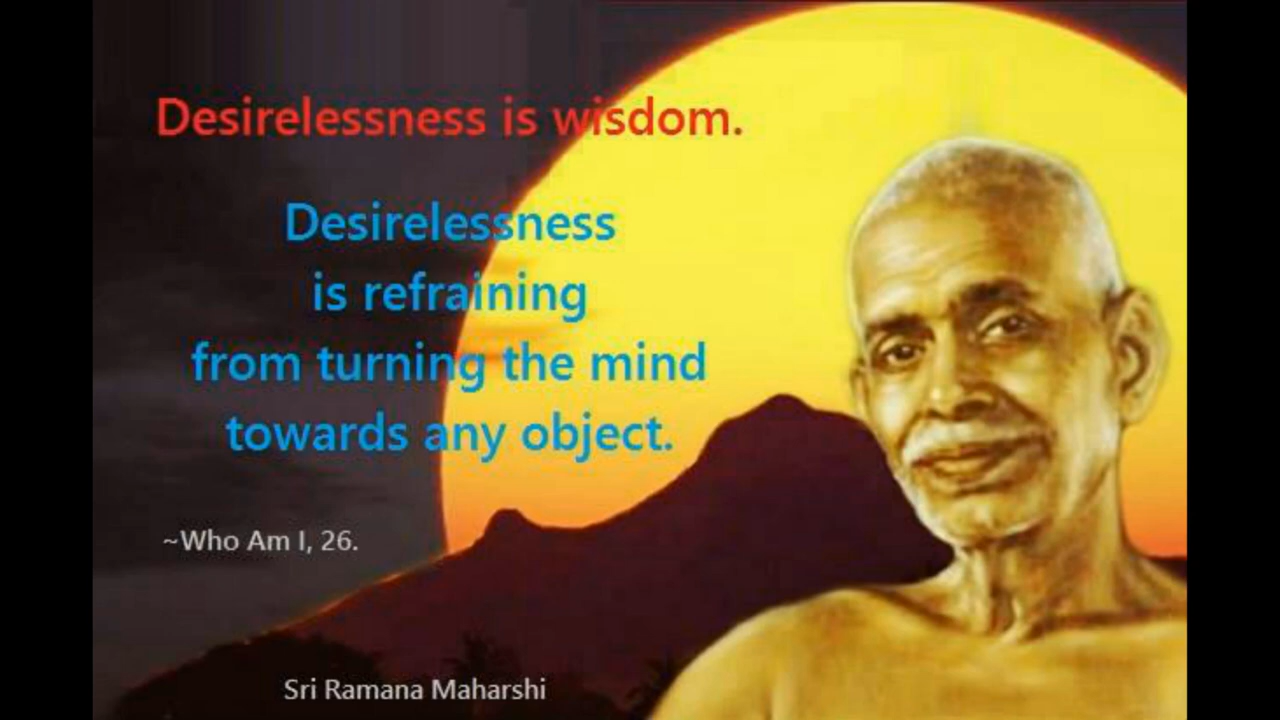 Desirelessness is wisdom.
Desirelessness
is refraining
from turning the mind
towards any object.
~Who Am I, 26.
Sri Ramana Maharshi